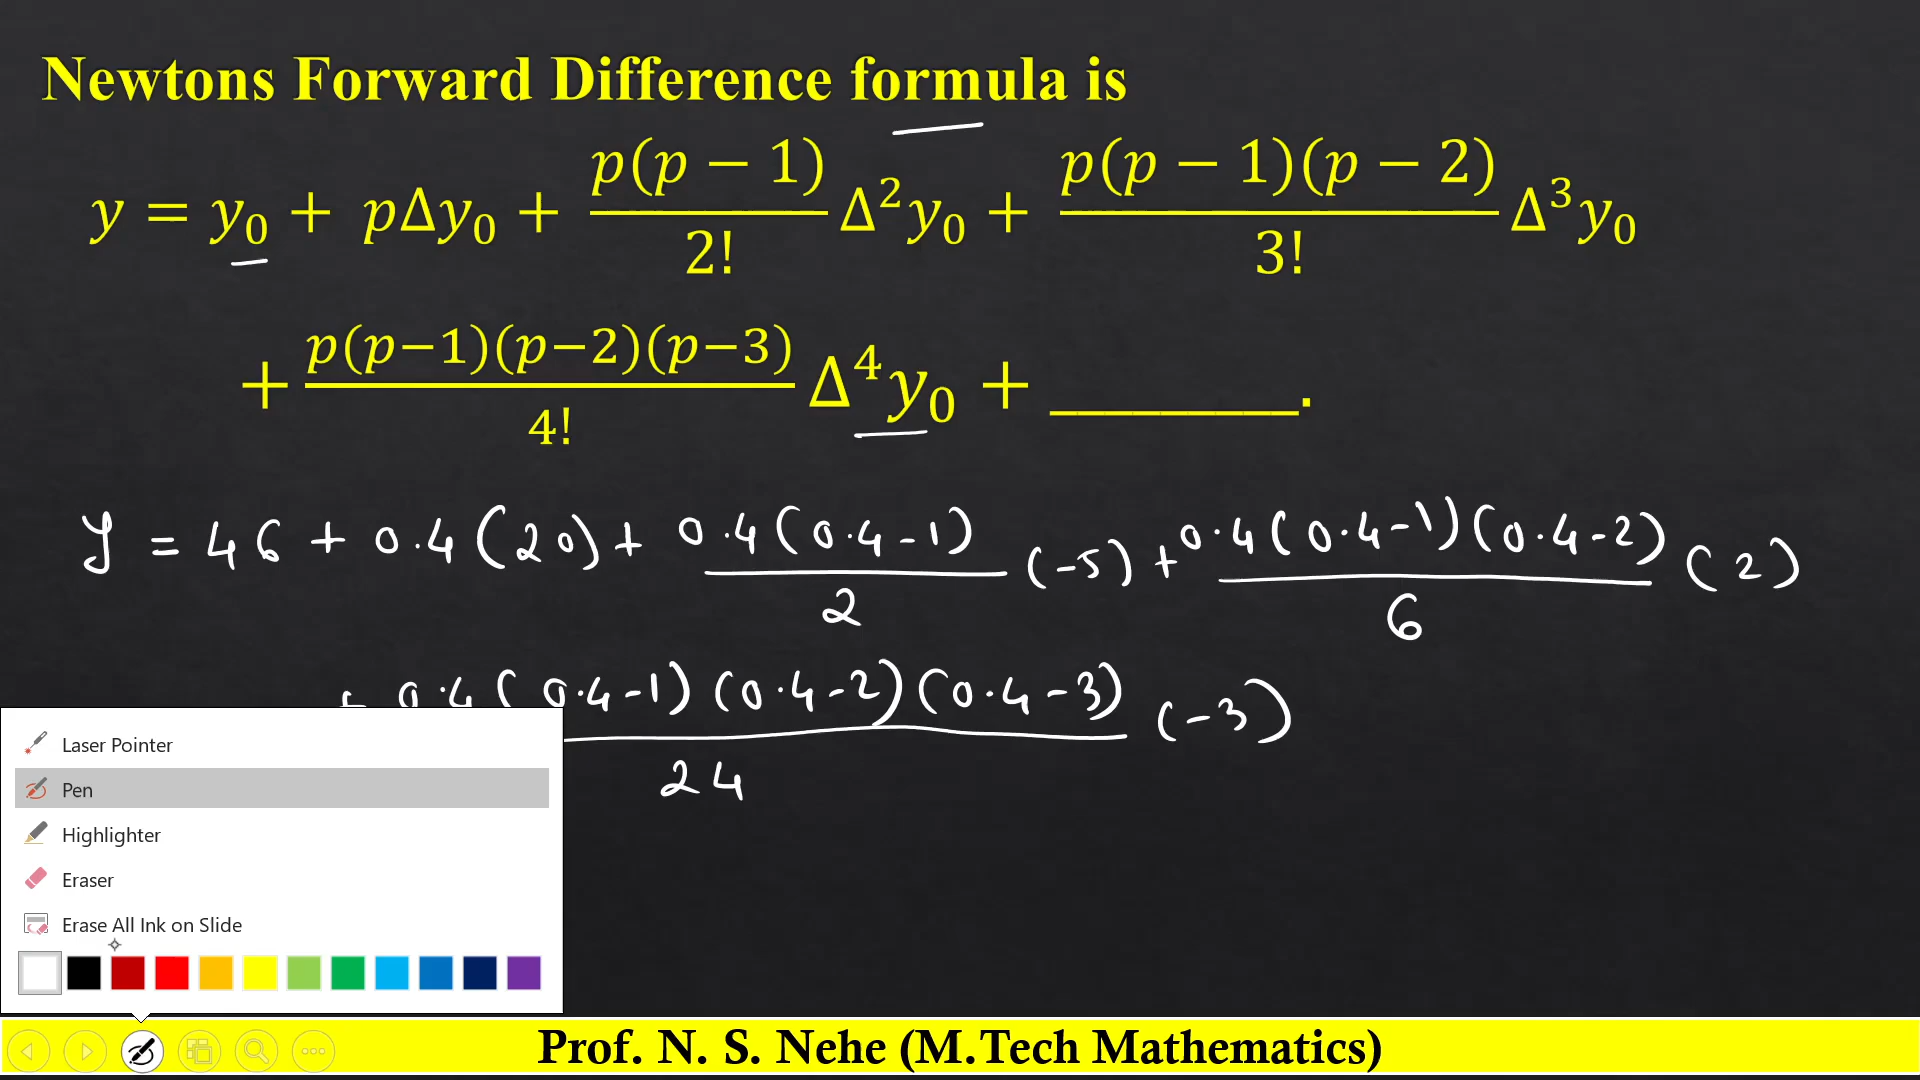 Newtons Forward Difference formula is
y = y₀ + pΔy₀ + p(p − 1)/2! Δ²y₀ + p(p − 1)(p − 2)/3! Δ³y₀
+ p(p−1)(p−2)(p−3)/4! Δ⁴y₀ + _________.
y = 46 + 0.4(20) + 0.4(0.4-1)/2 (-5) + 0.4(0.4-1)(0.4-2)/6 (2)
+ 0.4(0.4-1)(0.4-2)(0.4-3)/24 (-3)
Laser Pointer
Pen
Highlighter
Eraser
Erase All Ink on Slide
Prof. N. S. Nehe (M.Tech Mathematics)